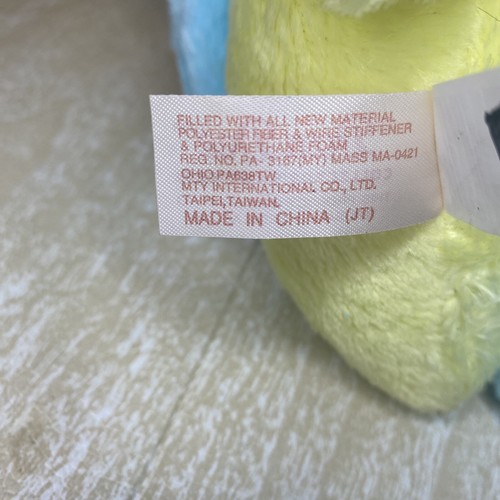 FILLED WITH ALL NEW MATERIAL
POLYESTER FIBER & WIRE STIFFENER
& POLYURETHANE FOAM
REG. NO. PA- 3167(MY) MASS MA-0421
OHIO PA638TW
MTY INTERNATIONAL CO., LTD.
TAIPEI, TAIWAN.
MADE IN CHINA (JT)